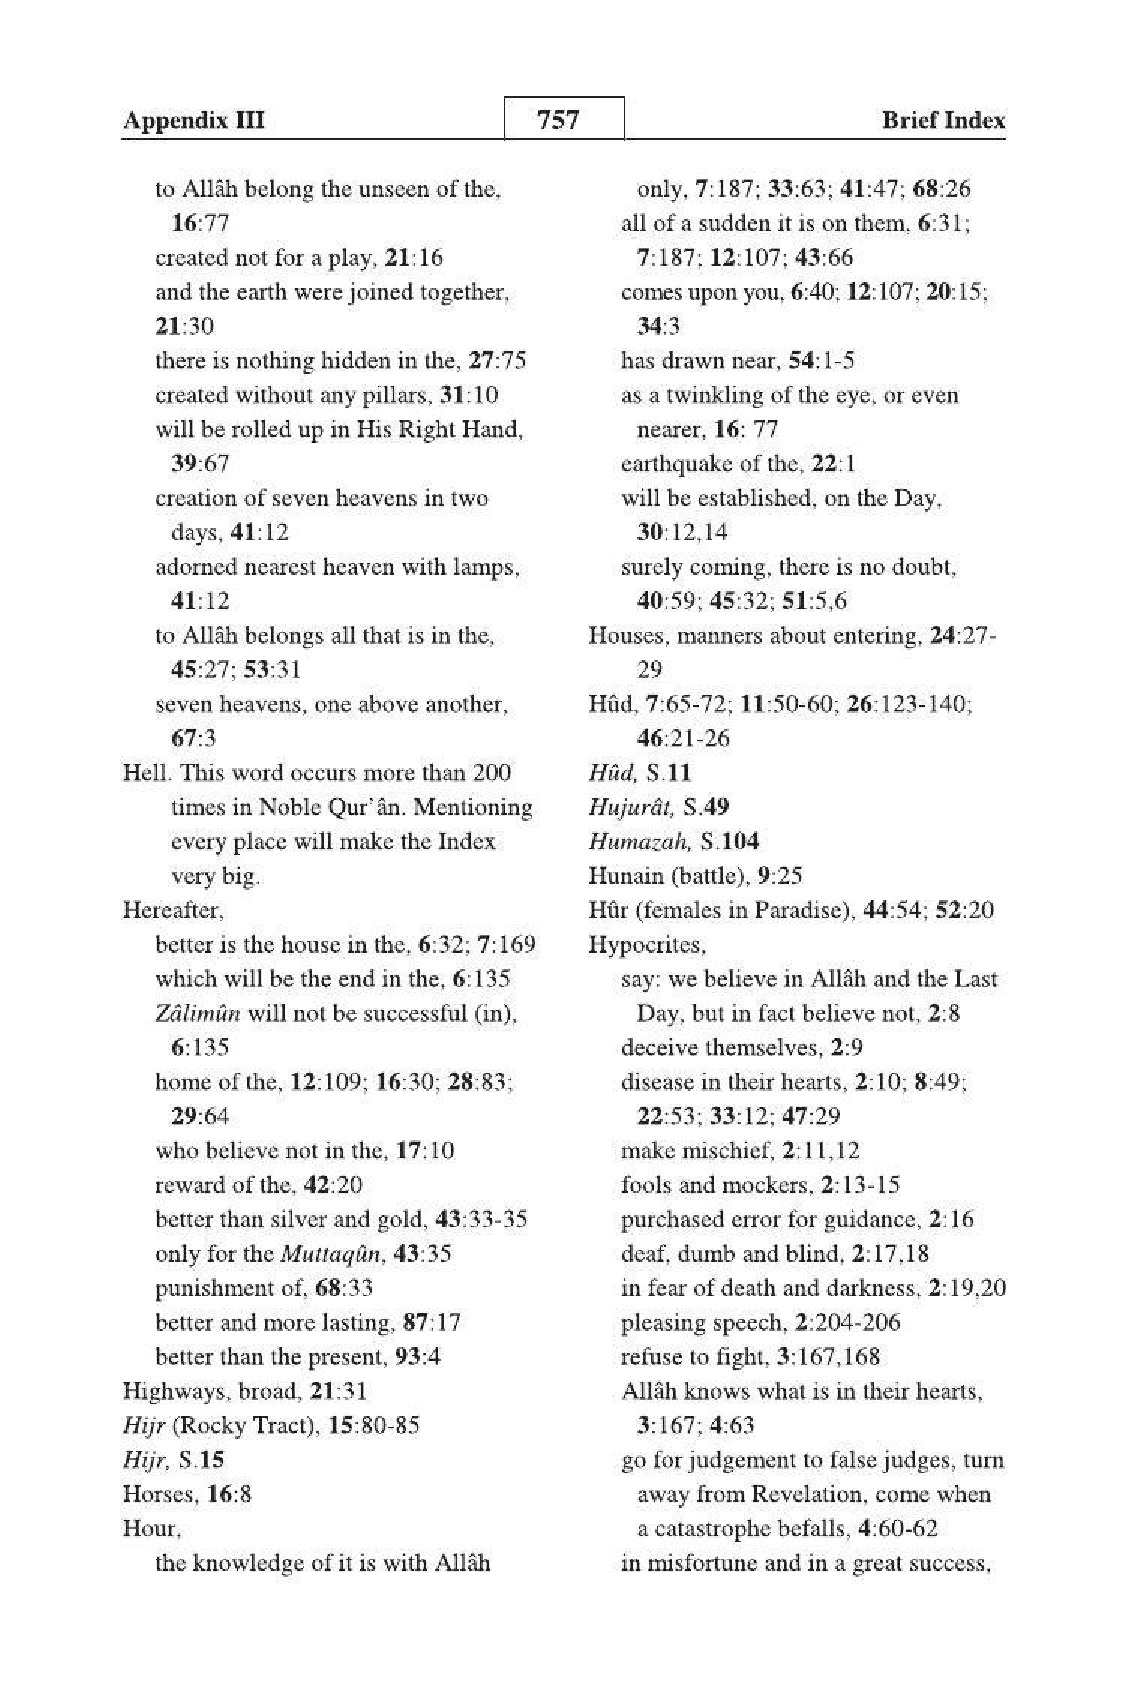 Appendix III 757 Brief Index
to Allâh belong the unseen of the,
16:77
created not for a play, 21:16
and the earth were joined together,
21:30
there is nothing hidden in the, 27:75
created without any pillars, 31:10
will be rolled up in His Right Hand,
39:67
creation of seven heavens in two
days, 41:12
adorned nearest heaven with lamps,
41:12
to Allâh belongs all that is in the,
45:27; 53:31
seven heavens, one above another,
67:3
Hell. This word occurs more than 200
times in Noble Qur’ân. Mentioning
every place will make the Index
very big.
Hereafter,
better is the house in the, 6:32; 7:169
which will be the end in the, 6:135
Zâlimûn will not be successful (in),
6:135
home of the, 12:109; 16:30; 28:83;
29:64
who believe not in the, 17:10
reward of the, 42:20
better than silver and gold, 43:33-35
only for the Muttaqûn, 43:35
punishment of, 68:33
better and more lasting, 87:17
better than the present, 93:4
Highways, broad, 21:31
Hijr (Rocky Tract), 15:80-85
Hijr, S.15
Horses, 16:8
Hour,
the knowledge of it is with Allâh
only, 7:187; 33:63; 41:47; 68:26
all of a sudden it is on them, 6:31;
7:187; 12:107; 43:66
comes upon you, 6:40; 12:107; 20:15;
34:3
has drawn near, 54:1-5
as a twinkling of the eye, or even
nearer, 16: 77
earthquake of the, 22:1
will be established, on the Day,
30:12,14
surely coming, there is no doubt,
40:59; 45:32; 51:5,6
Houses, manners about entering, 24:27-
29
Hûd, 7:65-72; 11:50-60; 26:123-140;
46:21-26
Hûd, S.11
Hujurât, S.49
Humazah, S.104
Hunain (battle), 9:25
Hûr (females in Paradise), 44:54; 52:20
Hypocrites,
say: we believe in Allâh and the Last
Day, but in fact believe not, 2:8
deceive themselves, 2:9
disease in their hearts, 2:10; 8:49;
22:53; 33:12; 47:29
make mischief, 2:11,12
fools and mockers, 2:13-15
purchased error for guidance, 2:16
deaf, dumb and blind, 2:17,18
in fear of death and darkness, 2:19,20
pleasing speech, 2:204-206
refuse to fight, 3:167,168
Allâh knows what is in their hearts,
3:167; 4:63
go for judgement to false judges, turn
away from Revelation, come when
a catastrophe befalls, 4:60-62
in misfortune and in a great success,